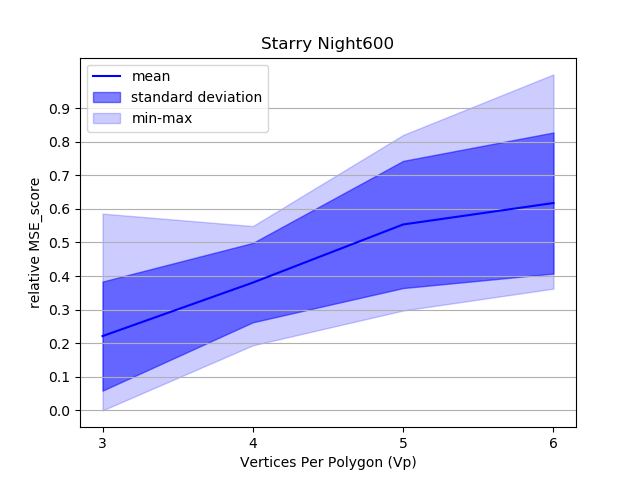 Starry Night600
mean
standard deviation
min-max
relative MSE_score
0.9
0.8
0.7
0.6
0.5
0.4
0.3
0.2
0.1
0.0
3 4 5 6
Vertices Per Polygon (Vp)